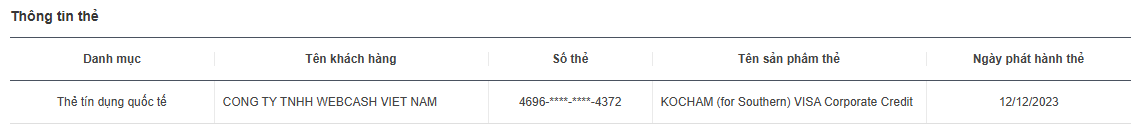 Thông tin thẻ
Danh mục Tên khách hàng Số thẻ Tên sản phẩm thẻ Ngày phát hành thẻ
Thẻ tín dụng quốc tế CONG TY TNHH WEBCASH VIET NAM 4696-****-****-4372 KOCHAM (for Southern) VISA Corporate Credit 12/12/2023